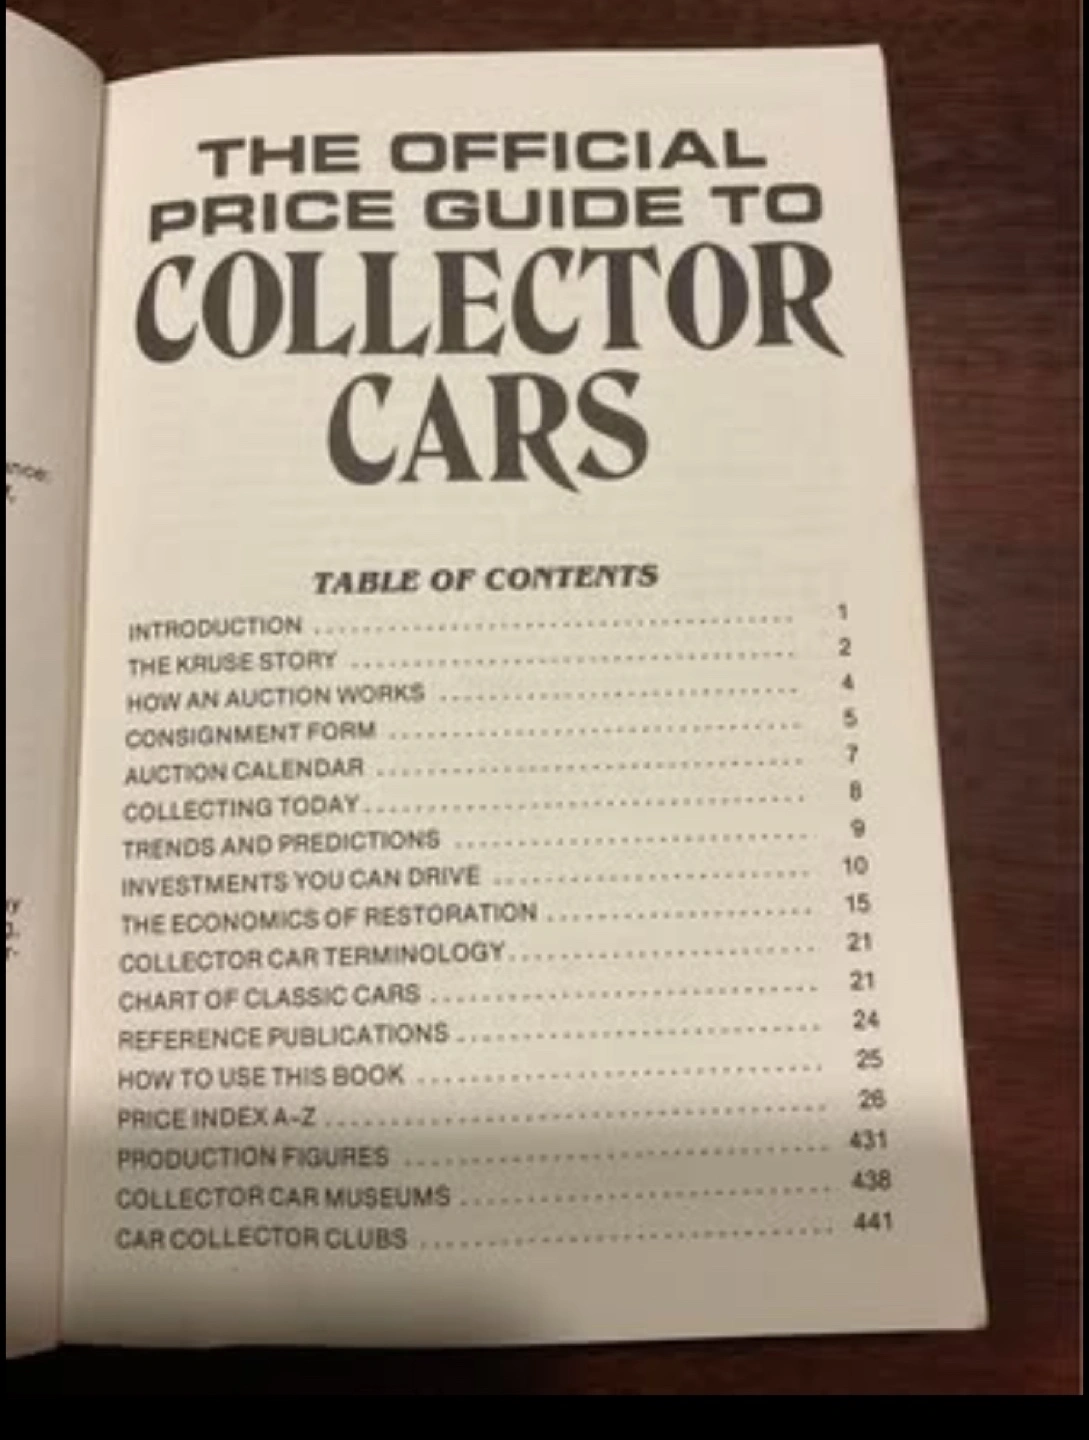 THE OFFICIAL
PRICE GUIDE TO
COLLECTOR
CARS
TABLE OF CONTENTS
INTRODUCTION ........................................ 1
THE KRUSE STORY ..................................... 2
HOW AN AUCTION WORKS ............................. 4
CONSIGNMENT FORM ................................. 5
AUCTION CALENDAR .................................. 7
COLLECTING TODAY .................................. 8
TRENDS AND PREDICTIONS ........................... 9
INVESTMENTS YOU CAN DRIVE ........................ 10
THE ECONOMICS OF RESTORATION .................... 15
COLLECTOR CAR TERMINOLOGY ....................... 21
CHART OF CLASSIC CARS ............................. 21
REFERENCE PUBLICATIONS ........................... 24
HOW TO USE THIS BOOK ............................. 25
PRICE INDEX A-Z ..................................... 26
PRODUCTION FIGURES ................................ 431
COLLECTOR CAR MUSEUMS ........................... 438
CAR COLLECTOR CLUBS .............................. 441